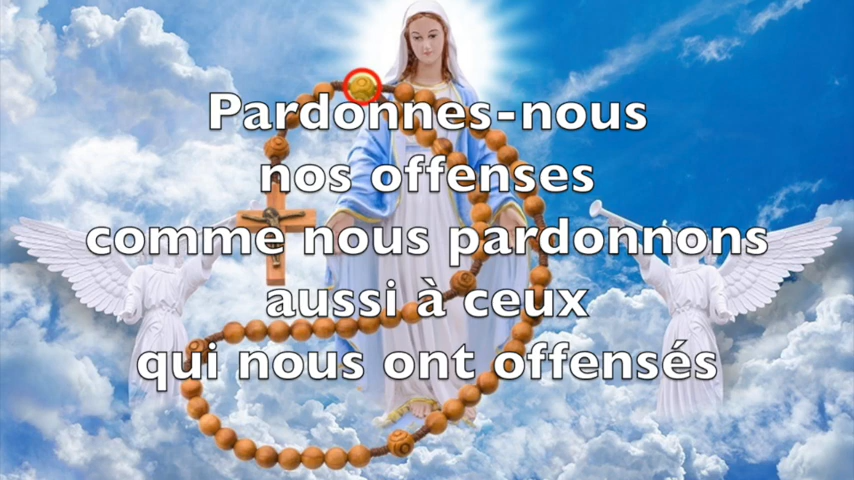 Pardonnes-nous
nos offenses
comme nous pardonnons
aussi à ceux
qui nous ont offensés